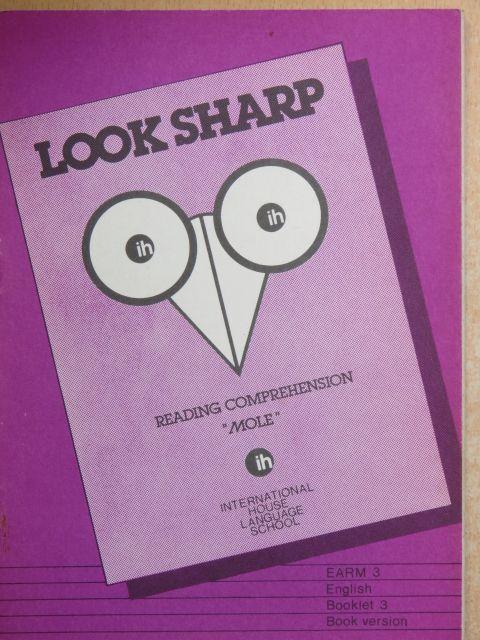 LOOK SHARP
ih
ih
READING COMPREHENSION
"MOLE"
ih
INTERNATIONAL
HOUSE
LANGUAGE
SCHOOL
EARM 3
English
Booklet 3
Book version